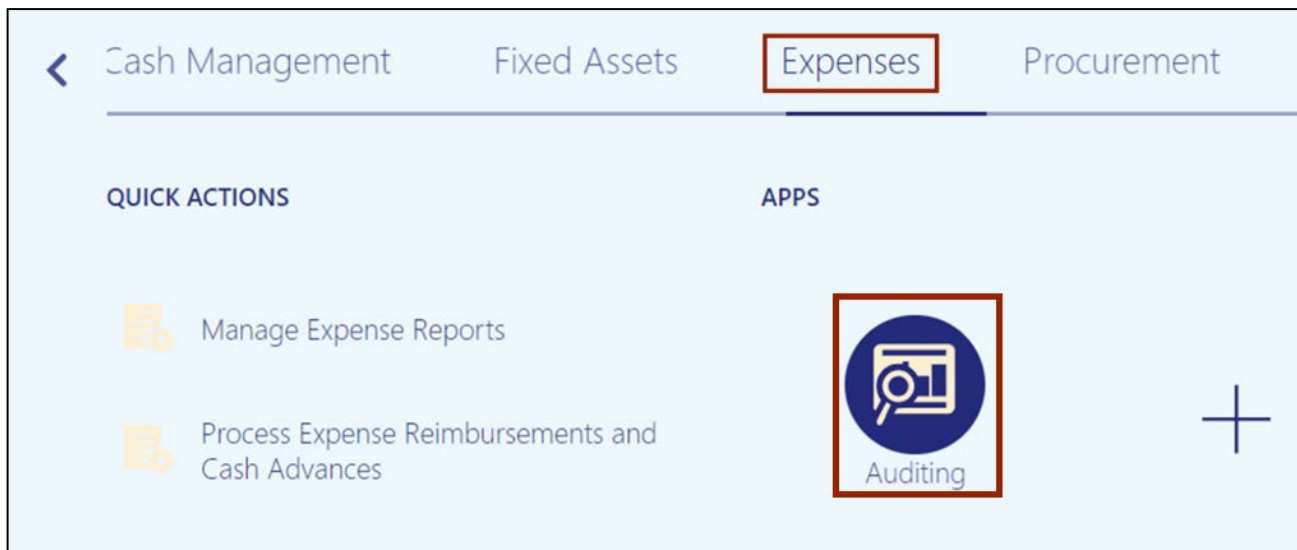 Cash Management Fixed Assets Expenses Procurement
QUICK ACTIONS
APPS
Manage Expense Reports
Process Expense Reimbursements and
Cash Advances
Auditing